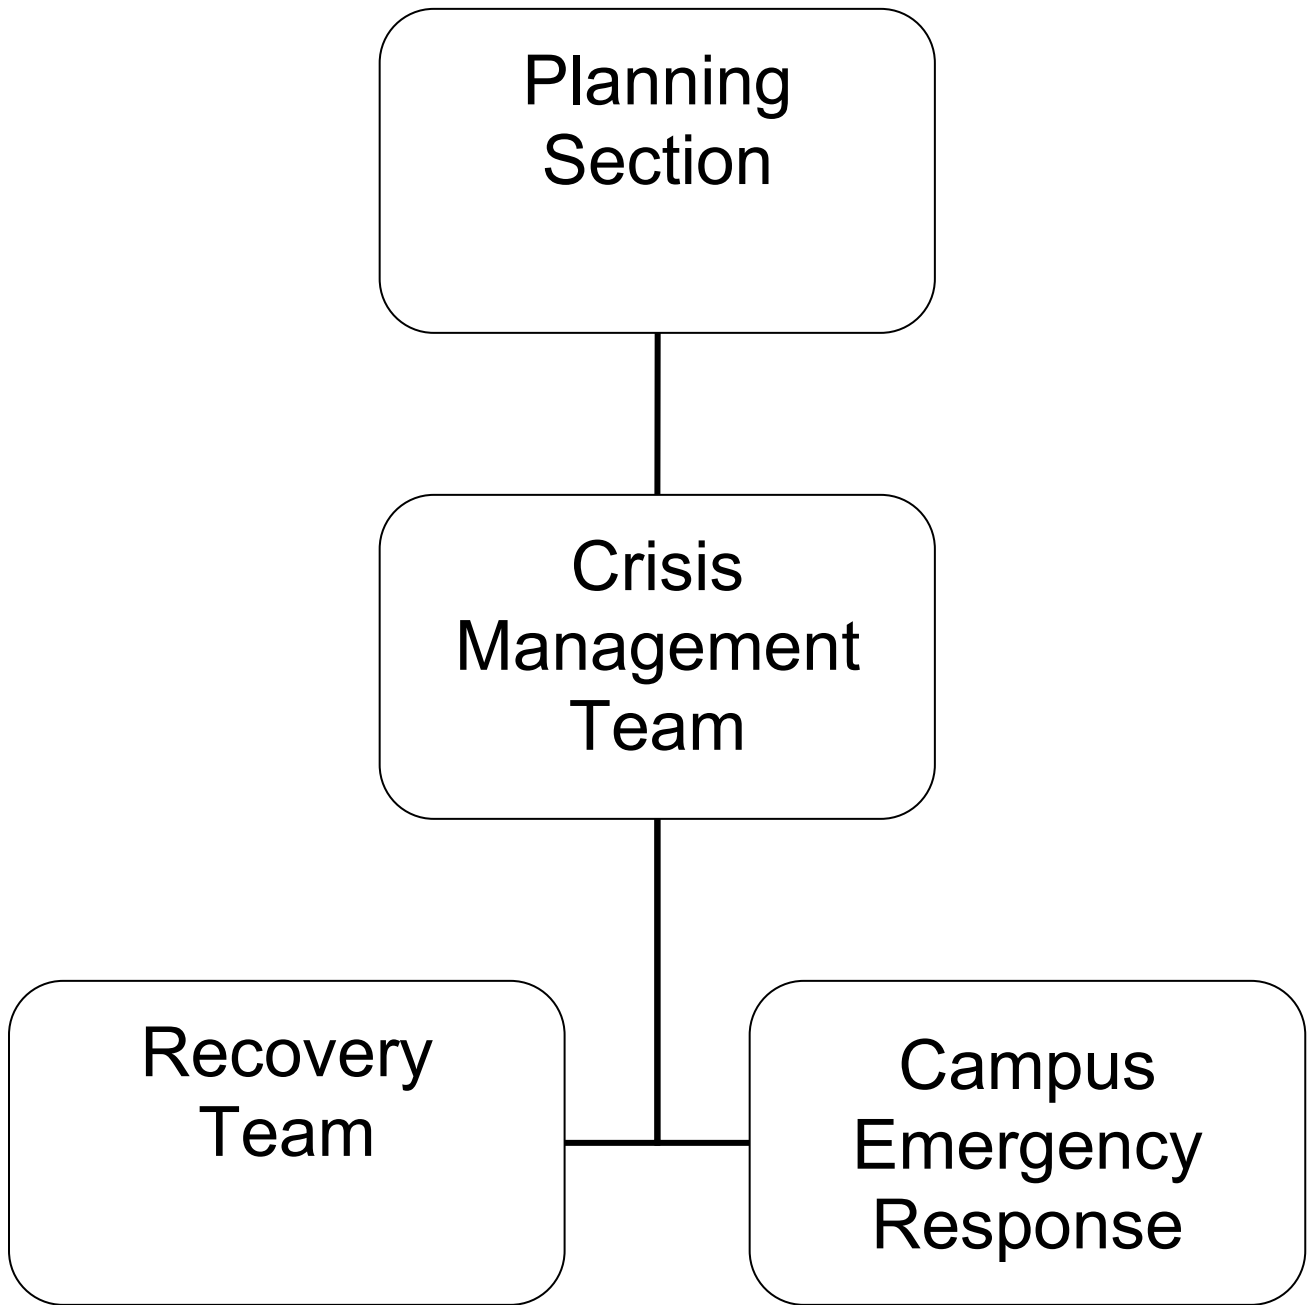 Planning
Section
Crisis
Management
Team
Recovery
Team
Campus
Emergency
Response